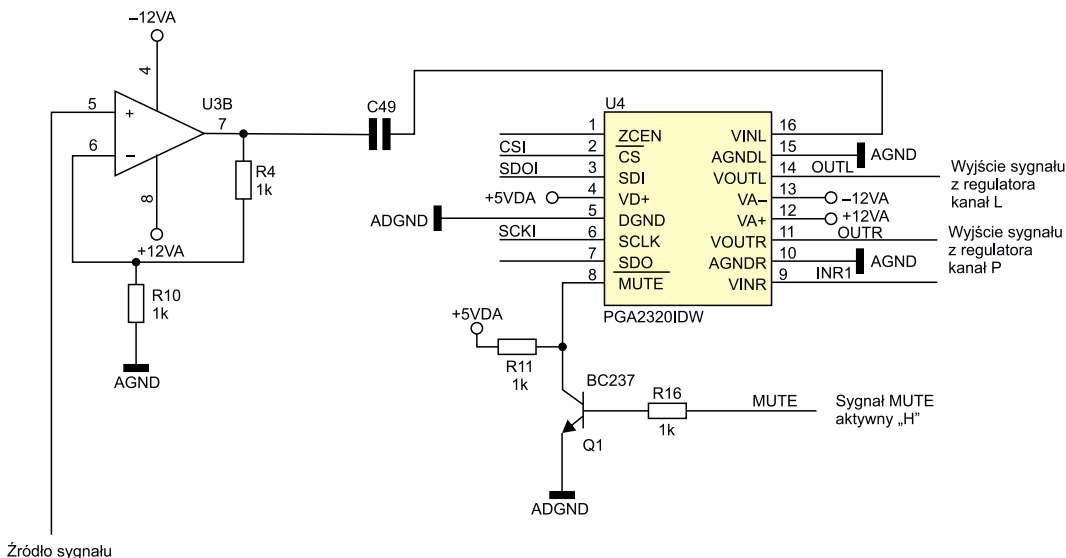 –12VA
4
5
+
U3B
7
6
–
8
+12VA
R4
1k
R10
1k
AGND
Źródło sygnału
C49
U4
1
ZCEN
CSI
2
CS
SDOI
3
SDI
+5VDA
4
VD+
ADGND
5
DGND
SCKI
6
SCLK
7
SDO
8
MUTE
VINL
16
AGNDL
15
AGND
VOUTL
14
OUTL
VA–
13
–12VA
VA+
12
+12VA
VOUTR
11
OUTR
AGNDR
10
AGND
VINR
9
INR1
PGA2320IDW
Wyjście sygnału
z regulatora
kanał L
Wyjście sygnału
z regulatora
kanał P
+5VDA
R11
1k
BC237
Q1
R16
1k
MUTE
Sygnał MUTE
aktywny „H”
ADGND